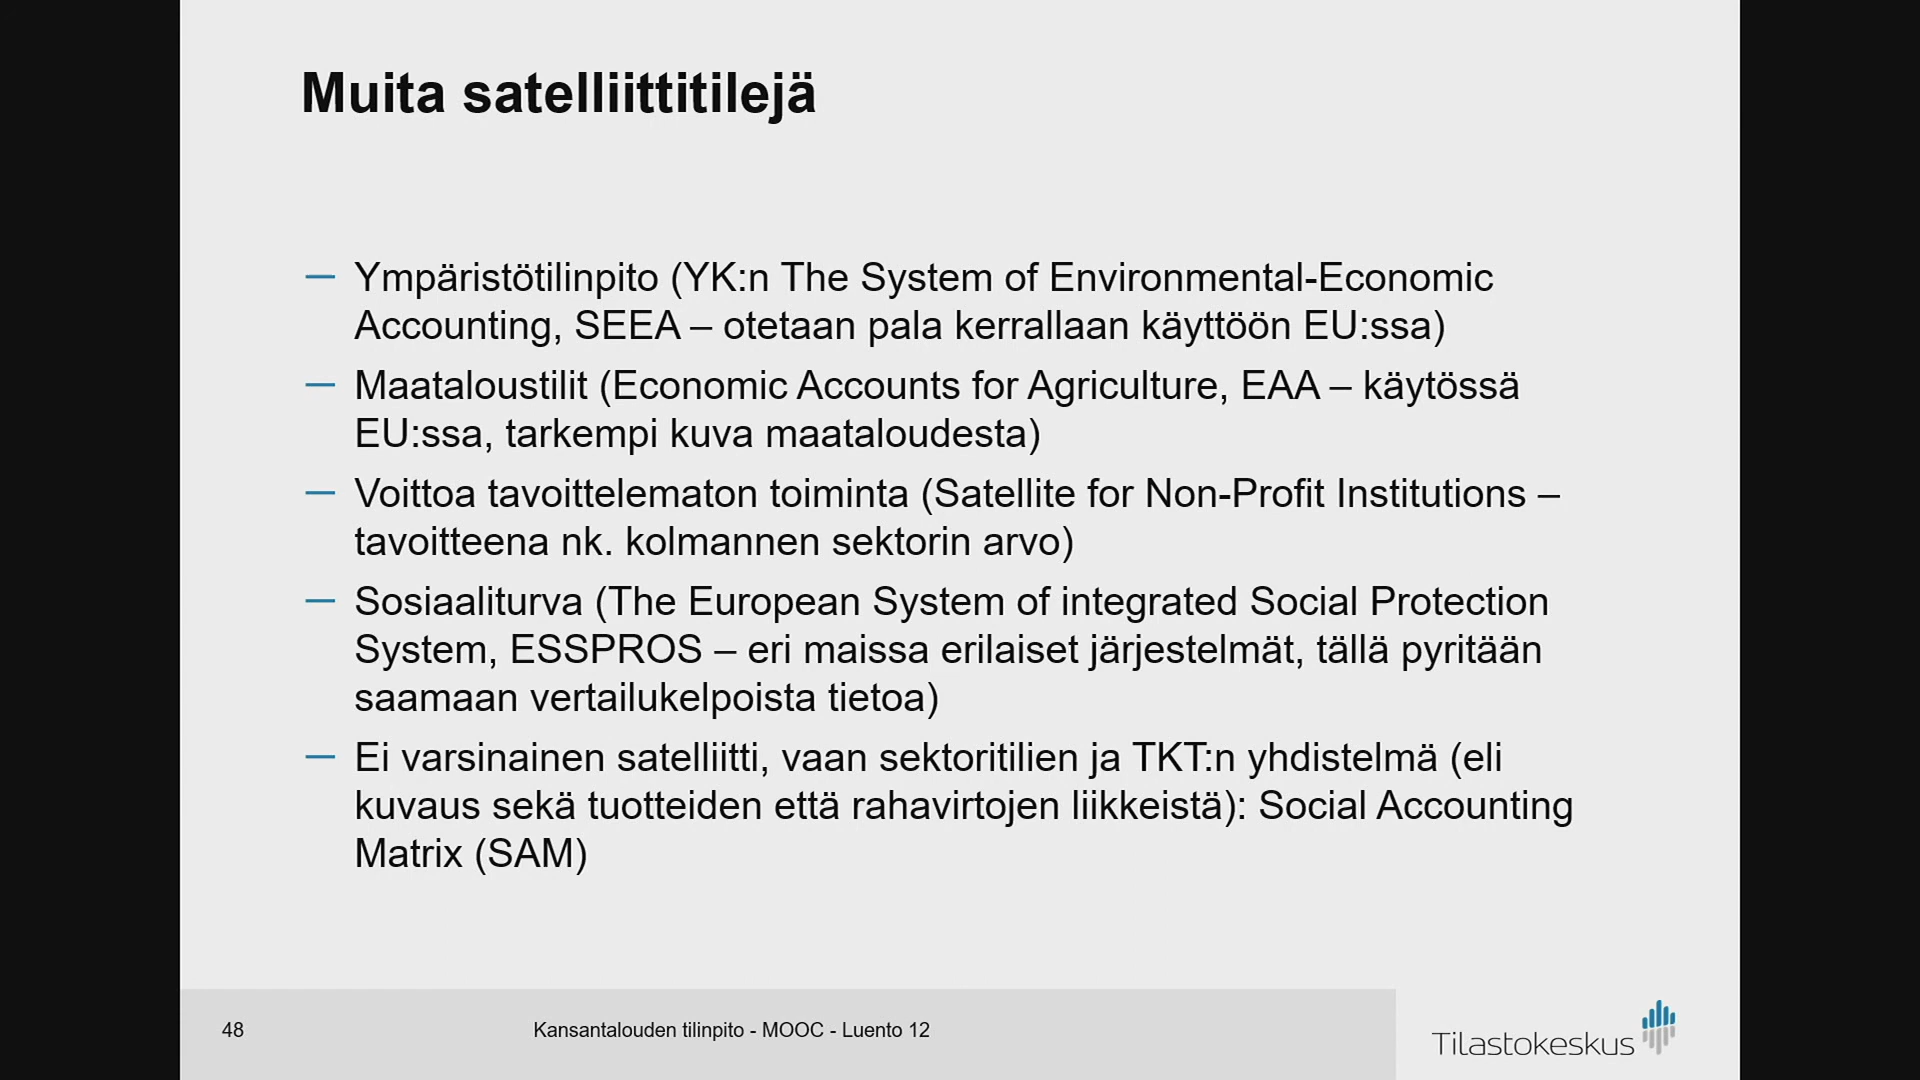 Muita satelliittitilejä
— Ympäristötilinpito (YK:n The System of Environmental-Economic
Accounting, SEEA – otetaan pala kerrallaan käyttöön EU:ssa)
— Maataloustilit (Economic Accounts for Agriculture, EAA – käytössä
EU:ssa, tarkempi kuva maataloudesta)
— Voittoa tavoittelematon toiminta (Satellite for Non-Profit Institutions –
tavoitteena nk. kolmannen sektorin arvo)
— Sosiaaliturva (The European System of integrated Social Protection
System, ESSPROS – eri maissa erilaiset järjestelmät, tällä pyritään
saamaan vertailukelpoista tietoa)
— Ei varsinainen satelliitti, vaan sektoritilien ja TKT:n yhdistelmä (eli
kuvaus sekä tuotteiden että rahavirtojen liikkeistä): Social Accounting
Matrix (SAM)
48
Kansantalouden tilinpito - MOOC - Luento 12
Tilastokeskus